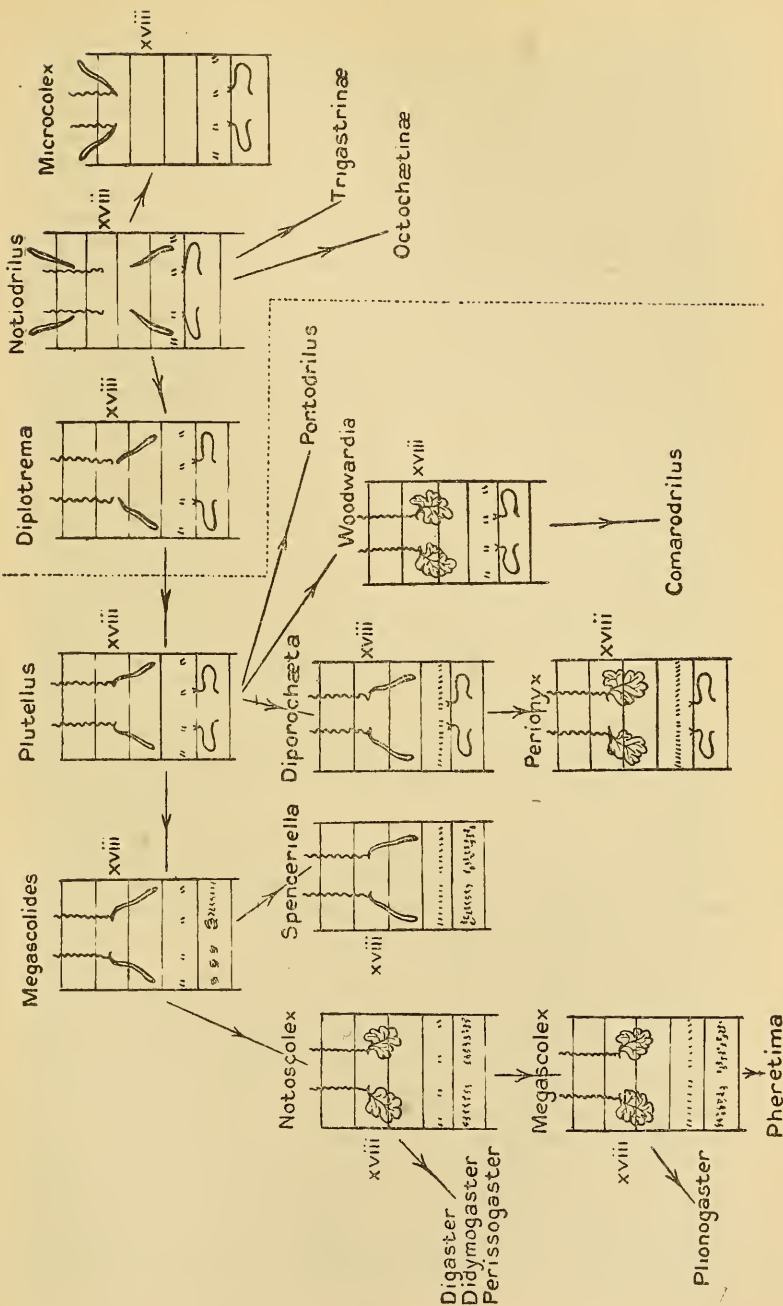 Microcolex
xviii
Notiodrilus
xviii
Trigastrinæ
Octochætinæ
Diplotrema
xviii
Plutellus
xviii
Pontodrilus
Woodwardia
xviii
Comarodrilus
Diporochæta
xviii
Perionyx
xviii
Megascolides
xviii
Spenceriella
xviii
Notoscolex
xviii
Digaster
Didymogaster
Perissogaster
Megascolex
xviii
Plionogaster
Pheretima